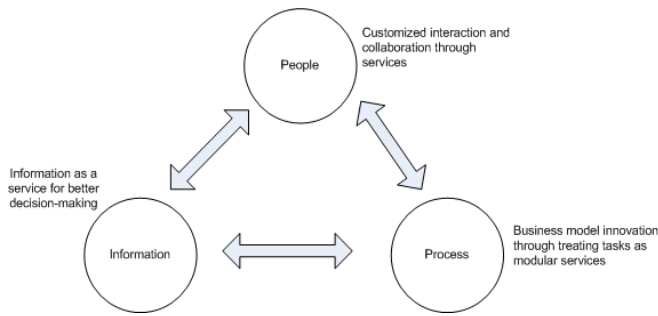 People
Customized interaction and
collaboration through
services
Information as a
service for better
decision-making
Information
Process
Business model innovation
through treating tasks as
modular services